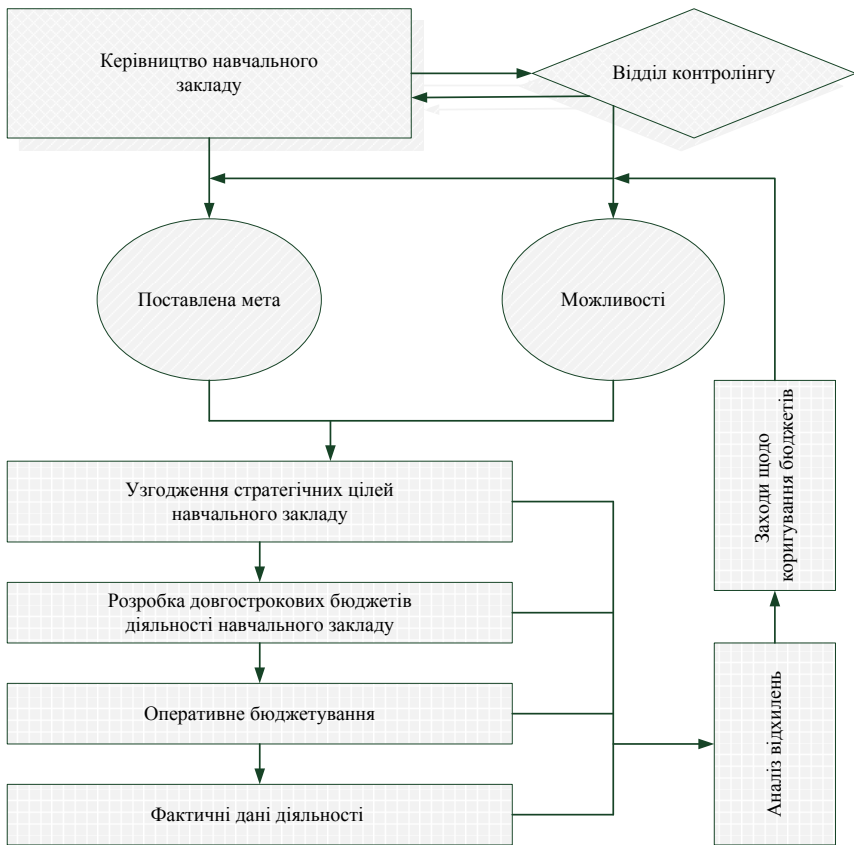 Керівництво навчального
закладу
Відділ контролінгу
Поставлена мета
Можливості
Узгодження стратегічних цілей
навчального закладу
Розробка довгострокових бюджетів
діяльності навчального закладу
Оперативне бюджетування
Фактичні дані діяльності
Заходи щодо
коригування бюджетів
Аналіз відхилень